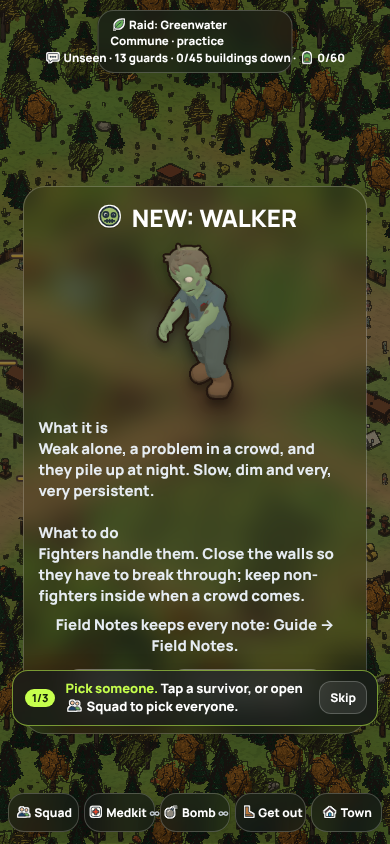 Raid: Greenwater
Commune · practice
Unseen · 13 guards · 0/45 buildings down · 0/60
NEW: WALKER
What it is
Weak alone, a problem in a crowd, and
they pile up at night. Slow, dim and very,
very persistent.
What to do
Fighters handle them. Close the walls so
they have to break through; keep non-
fighters inside when a crowd comes.
Field Notes keeps every note: Guide →
Field Notes.
1/3
Pick someone. Tap a survivor, or open
Squad to pick everyone.
Skip
Squad
Medkit ∞
Bomb ∞
Get out
Town